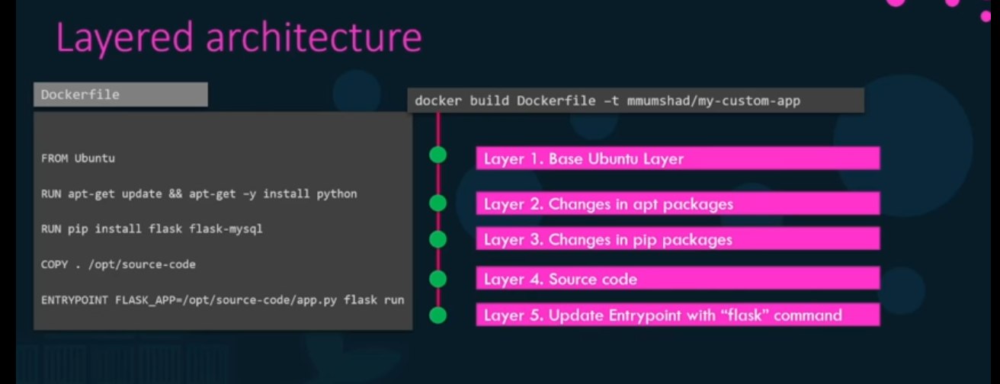 Layered architecture
Dockerfile
FROM Ubuntu
RUN apt-get update && apt-get –y install python
RUN pip install flask flask-mysql
COPY . /opt/source-code
ENTRYPOINT FLASK_APP=/opt/source-code/app.py flask run
docker build Dockerfile –t mmumshad/my-custom-app
Layer 1. Base Ubuntu Layer
Layer 2. Changes in apt packages
Layer 3. Changes in pip packages
Layer 4. Source code
Layer 5. Update Entrypoint with “flask” command